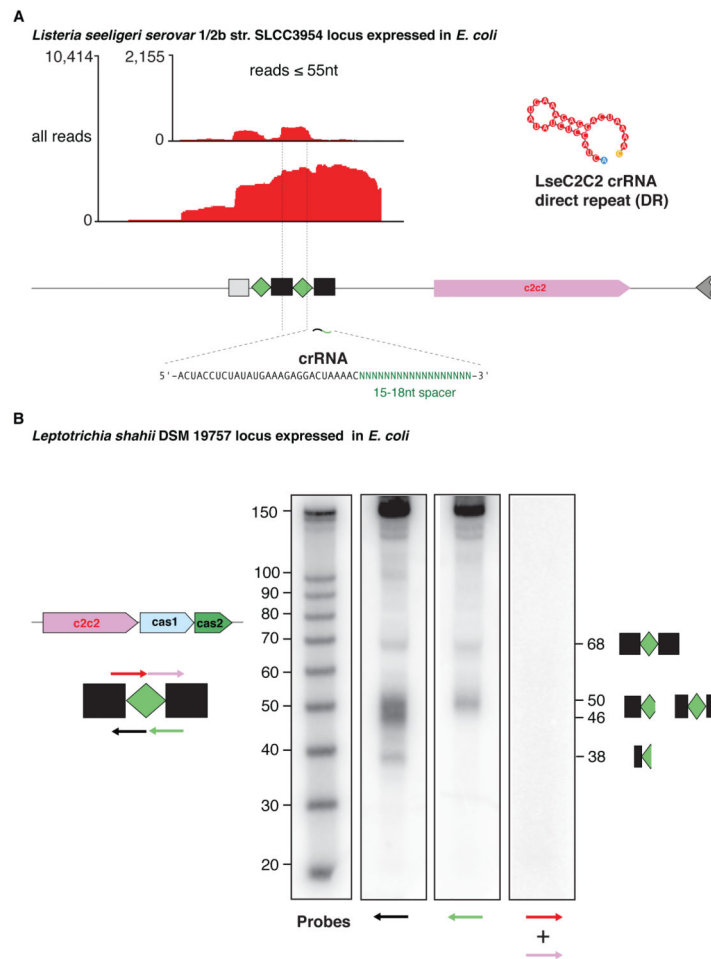 A
Listeria seeligeri serovar 1/2b str. SLCC3954 locus expressed in E. coli
10,414
2,155
reads ≤ 55nt
all reads
0
0
LseC2C2 crRNA
direct repeat (DR)
c2c2
crRNA
5'-ACUACCUCUAUAUGAAAGAGGACUAAAACNNNNNNNNNNNNNNNNNN-3'
15-18nt spacer
B
Leptotrichia shahii DSM 19757 locus expressed in E. coli
150
100
90
80
70
60
50
40
30
20
c2c2
cas1
cas2
68
50
46
38
Probes
+